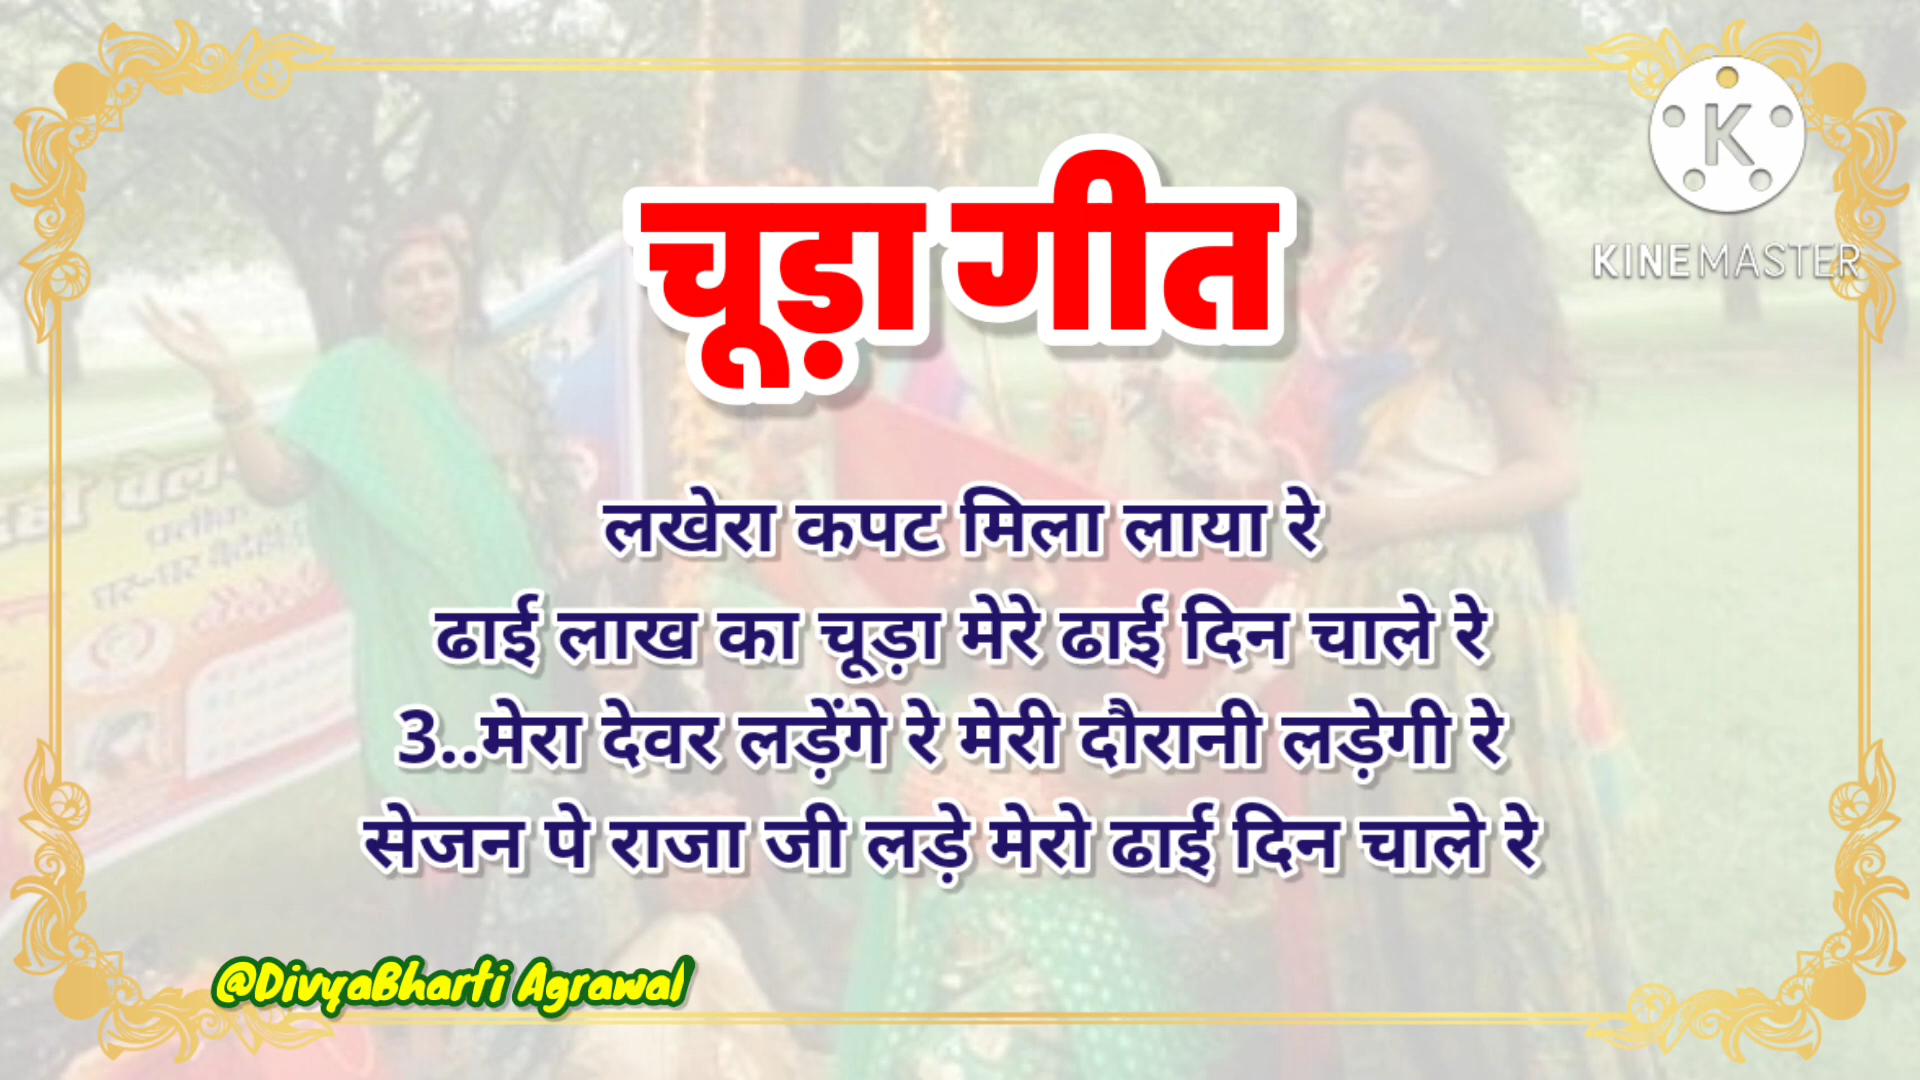 चूड़ा गीत
K
KINEMASTER
लखेरा कपट मिला लाया रे
ढाई लाख का चूड़ा मेरे ढाई दिन चाले रे
3..मेरा देवर लड़ेंगे रे मेरी दौरानी लड़ेगी रे
सेजन पे राजा जी लड़े मेरो ढाई दिन चाले रे
@DivyaBharti Agrawal